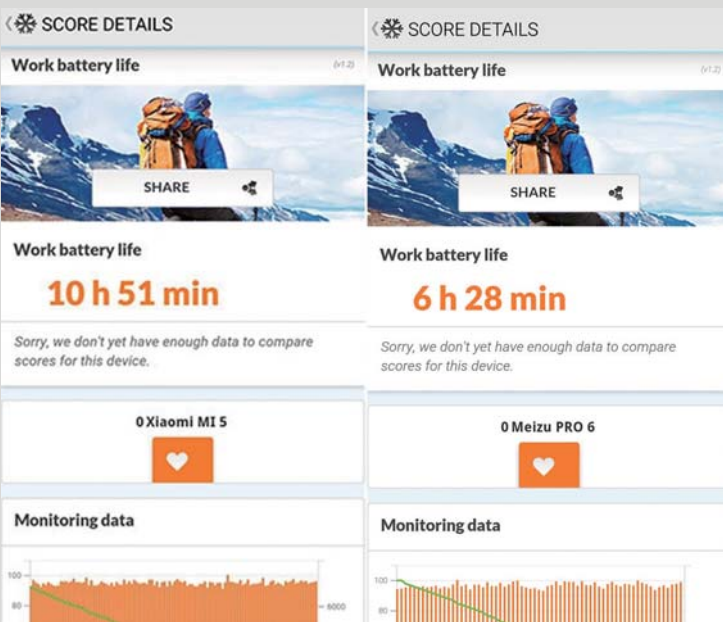 SCORE DETAILS
Work battery life
(v1.2)
SHARE
Work battery life
10 h 51 min
Sorry, we don't yet have enough data to compare
scores for this device.
0 Xiaomi MI 5
Monitoring data
100
80
6000
SCORE DETAILS
Work battery life
(v1.2)
SHARE
Work battery life
6 h 28 min
Sorry, we don't yet have enough data to compare
scores for this device.
0 Meizu PRO 6
Monitoring data
100
80